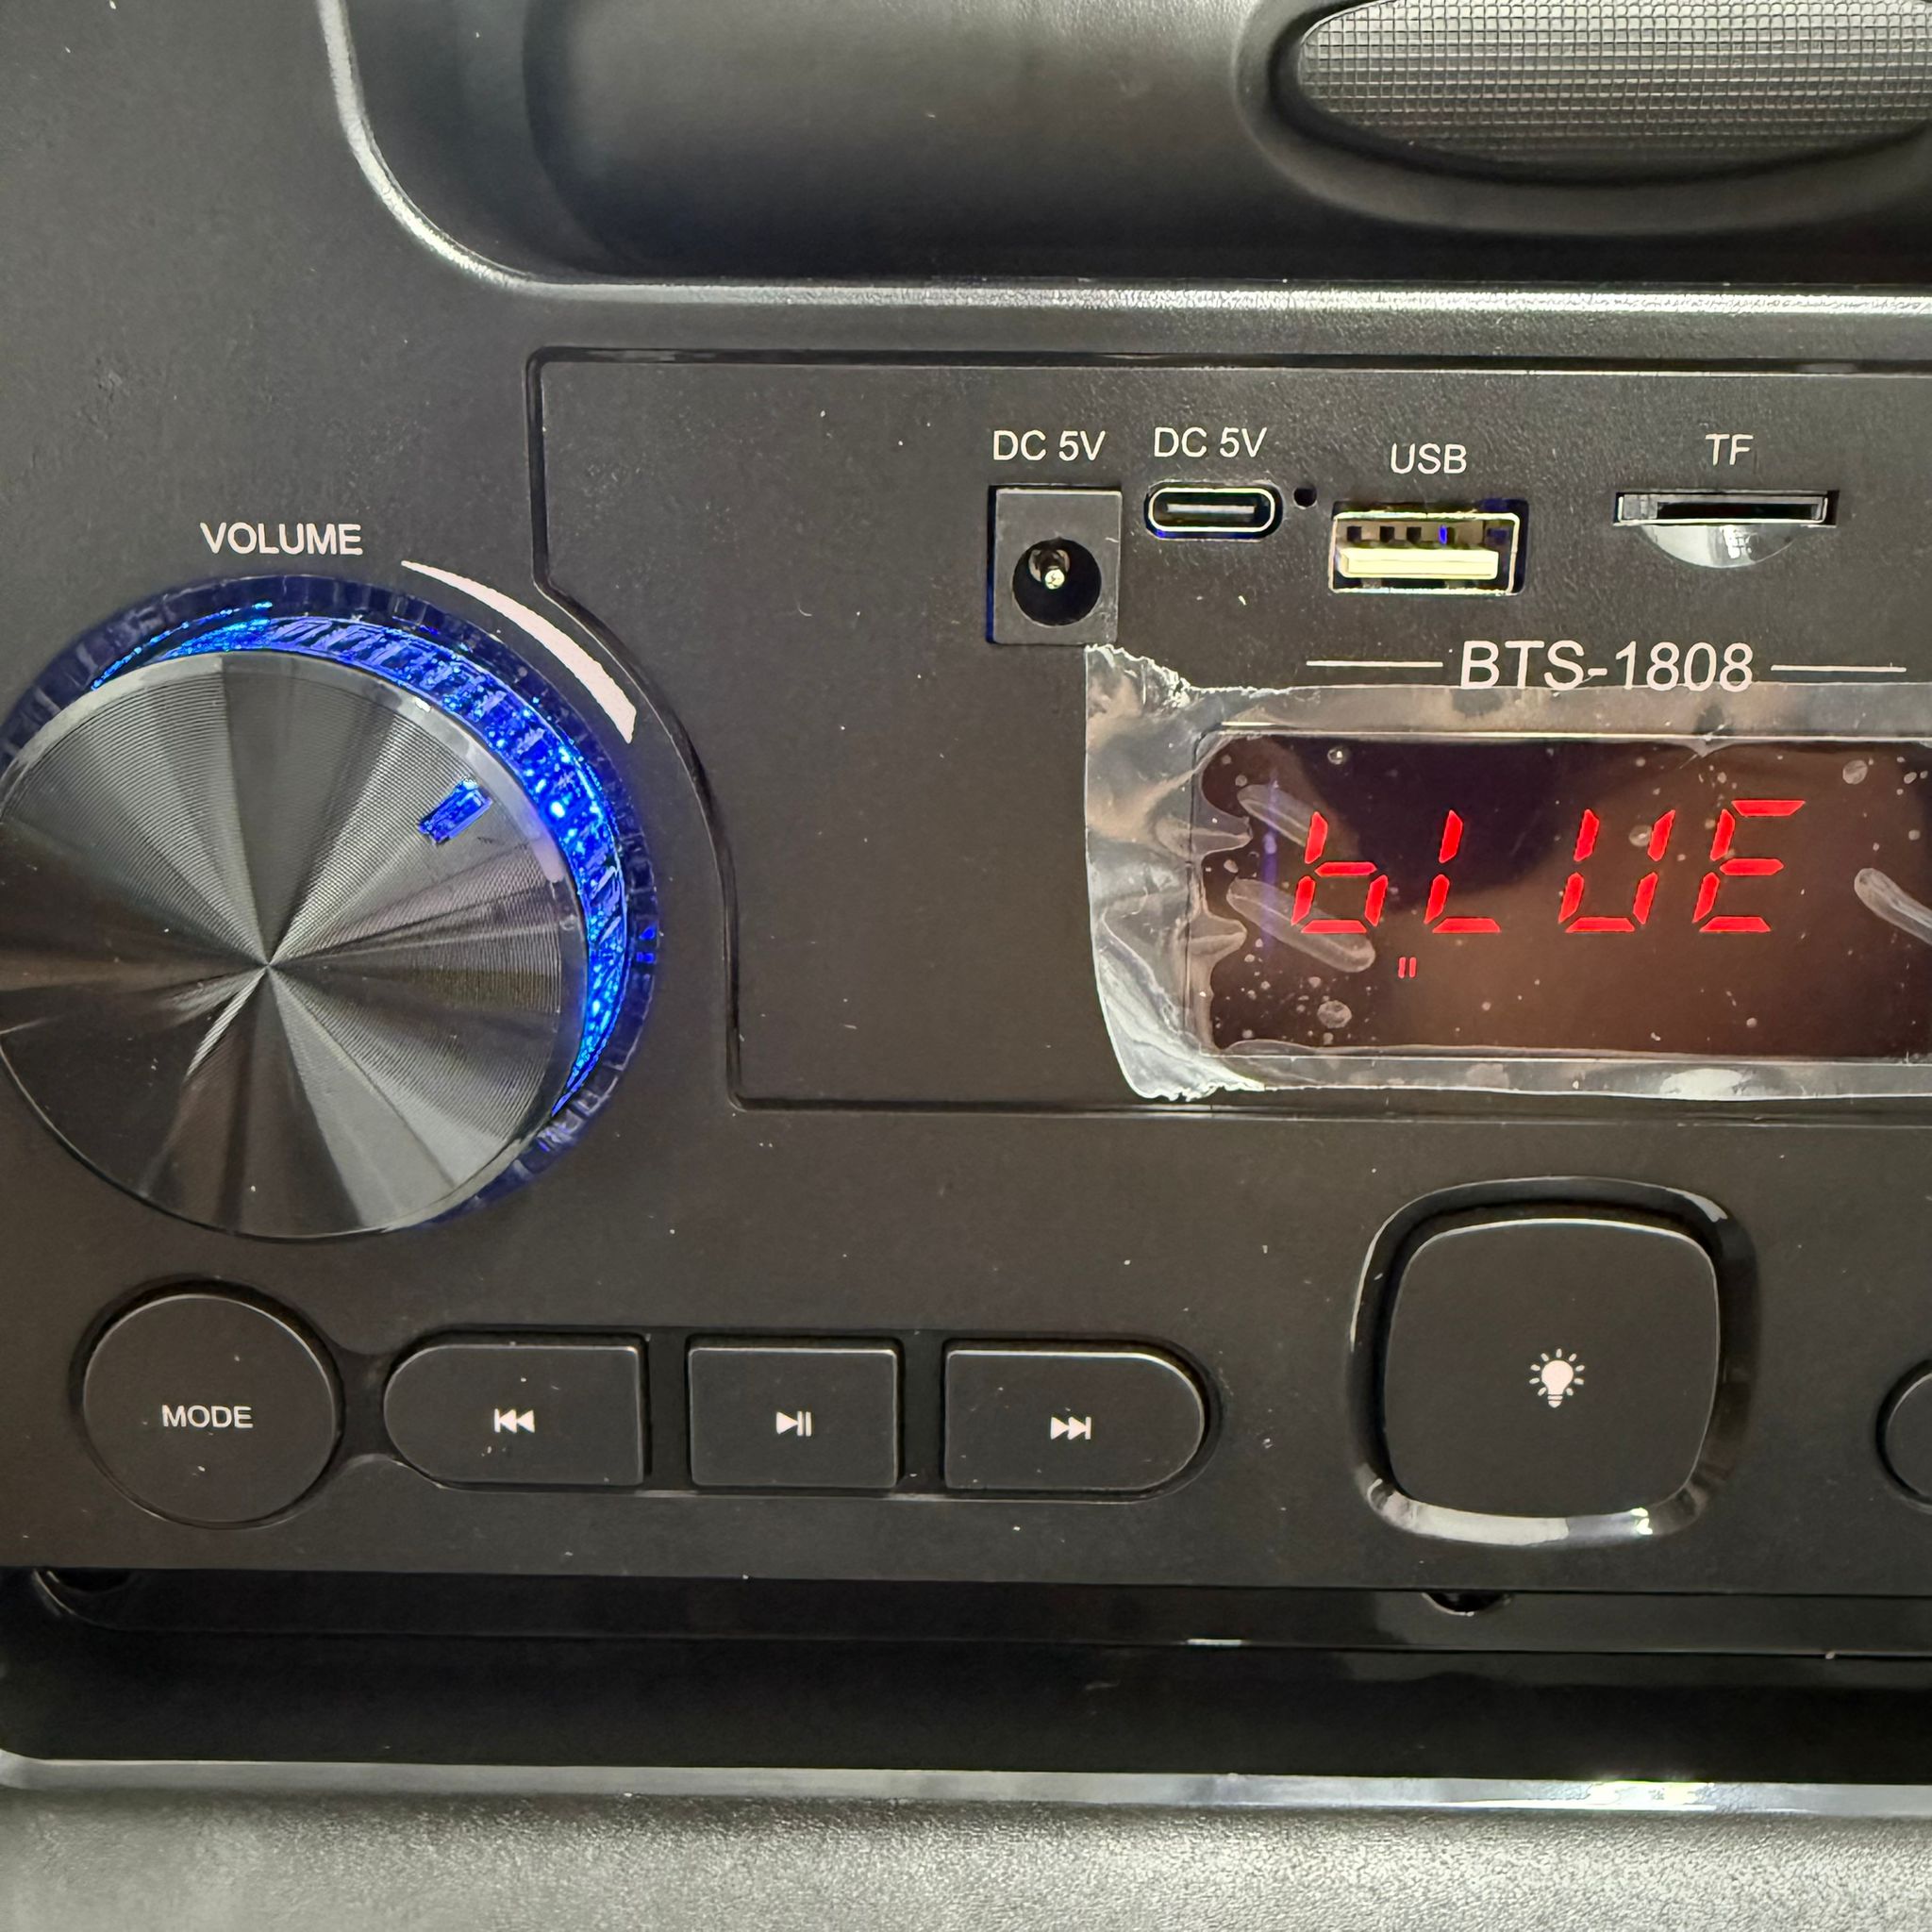 DC 5V DC 5V USB TF
VOLUME
BTS-1808
bLUE
MODE